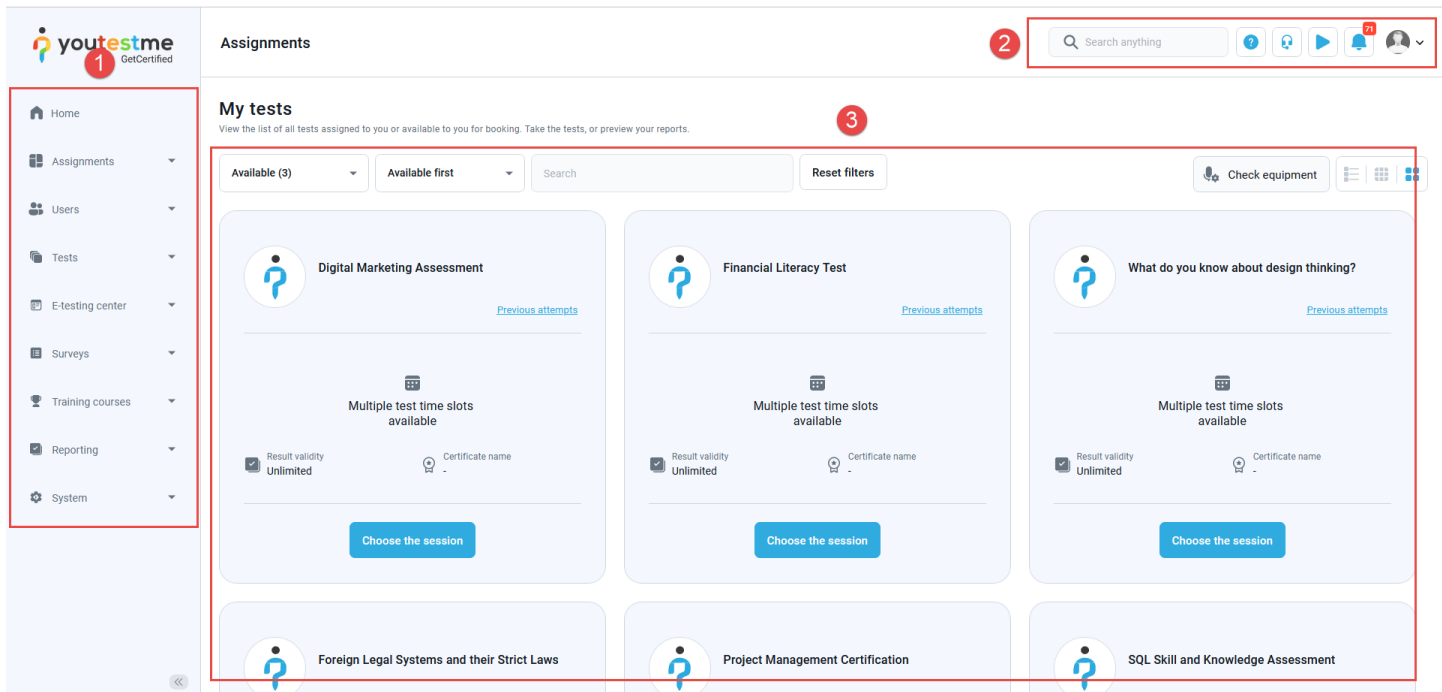 youtestme
GetCertified
1
Home
Assignments
Users
Tests
E-testing center
Surveys
Training courses
Reporting
System
Assignments
2
Search anything
?
71
My tests
View the list of all tests assigned to you or available to you for booking. Take the tests, or preview your reports.
3
Available (3)
Available first
Search
Reset filters
Check equipment
Digital Marketing Assessment
Previous attempts
Multiple test time slots
available
Result validity
Unlimited
Certificate name
-
Choose the session
Financial Literacy Test
Previous attempts
Multiple test time slots
available
Result validity
Unlimited
Certificate name
-
Choose the session
What do you know about design thinking?
Previous attempts
Multiple test time slots
available
Result validity
Unlimited
Certificate name
-
Choose the session
Foreign Legal Systems and their Strict Laws
Project Management Certification
SQL Skill and Knowledge Assessment